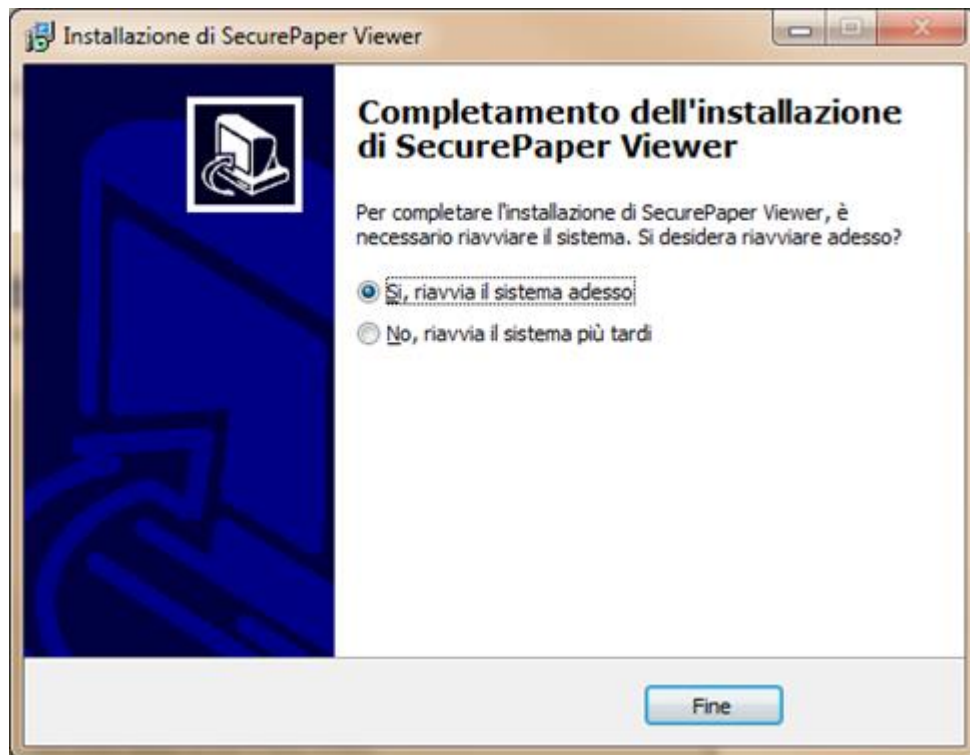 Installazione di SecurePaper Viewer
Completamento dell'installazione
di SecurePaper Viewer
Per completare l'installazione di SecurePaper Viewer, è
necessario riavviare il sistema. Si desidera riavviare adesso?
Si, riavvia il sistema adesso
No, riavvia il sistema più tardi
Fine